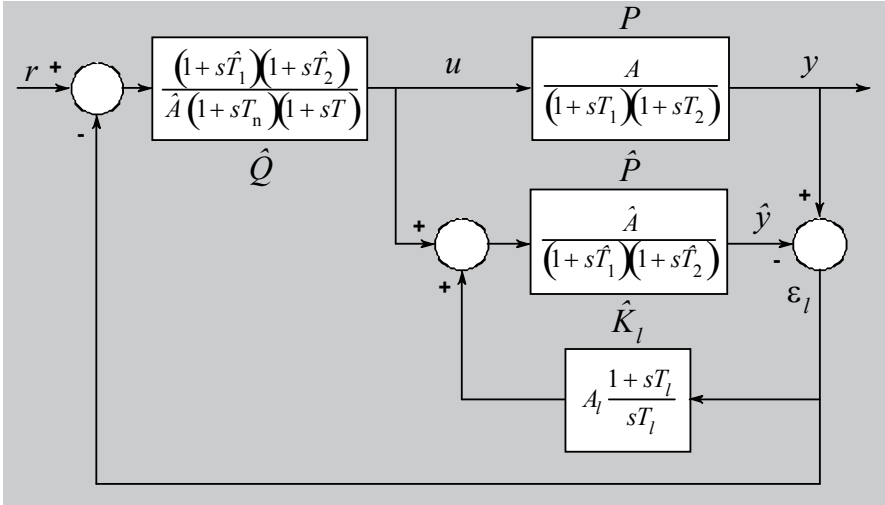 P
r + u y
(1+sT̂₁)(1+sT̂₂)
Â(1+sTₙ)(1+sT)
A
(1+sT₁)(1+sT₂)
-
Q̂
P̂
+ Â ŷ +
(1+sT̂₁)(1+sT̂₂)
-
+ K̂ₗ εₗ
Aₗ 1+sTₗ
sTₗ